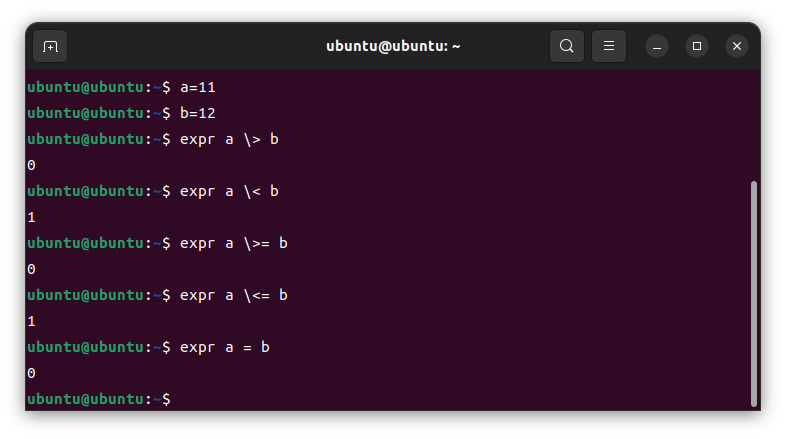 ubuntu@ubuntu: ~
ubuntu@ubuntu:~$ a=11
ubuntu@ubuntu:~$ b=12
ubuntu@ubuntu:~$ expr a \> b
0
ubuntu@ubuntu:~$ expr a \< b
1
ubuntu@ubuntu:~$ expr a \>= b
0
ubuntu@ubuntu:~$ expr a \<= b
1
ubuntu@ubuntu:~$ expr a = b
0
ubuntu@ubuntu:~$